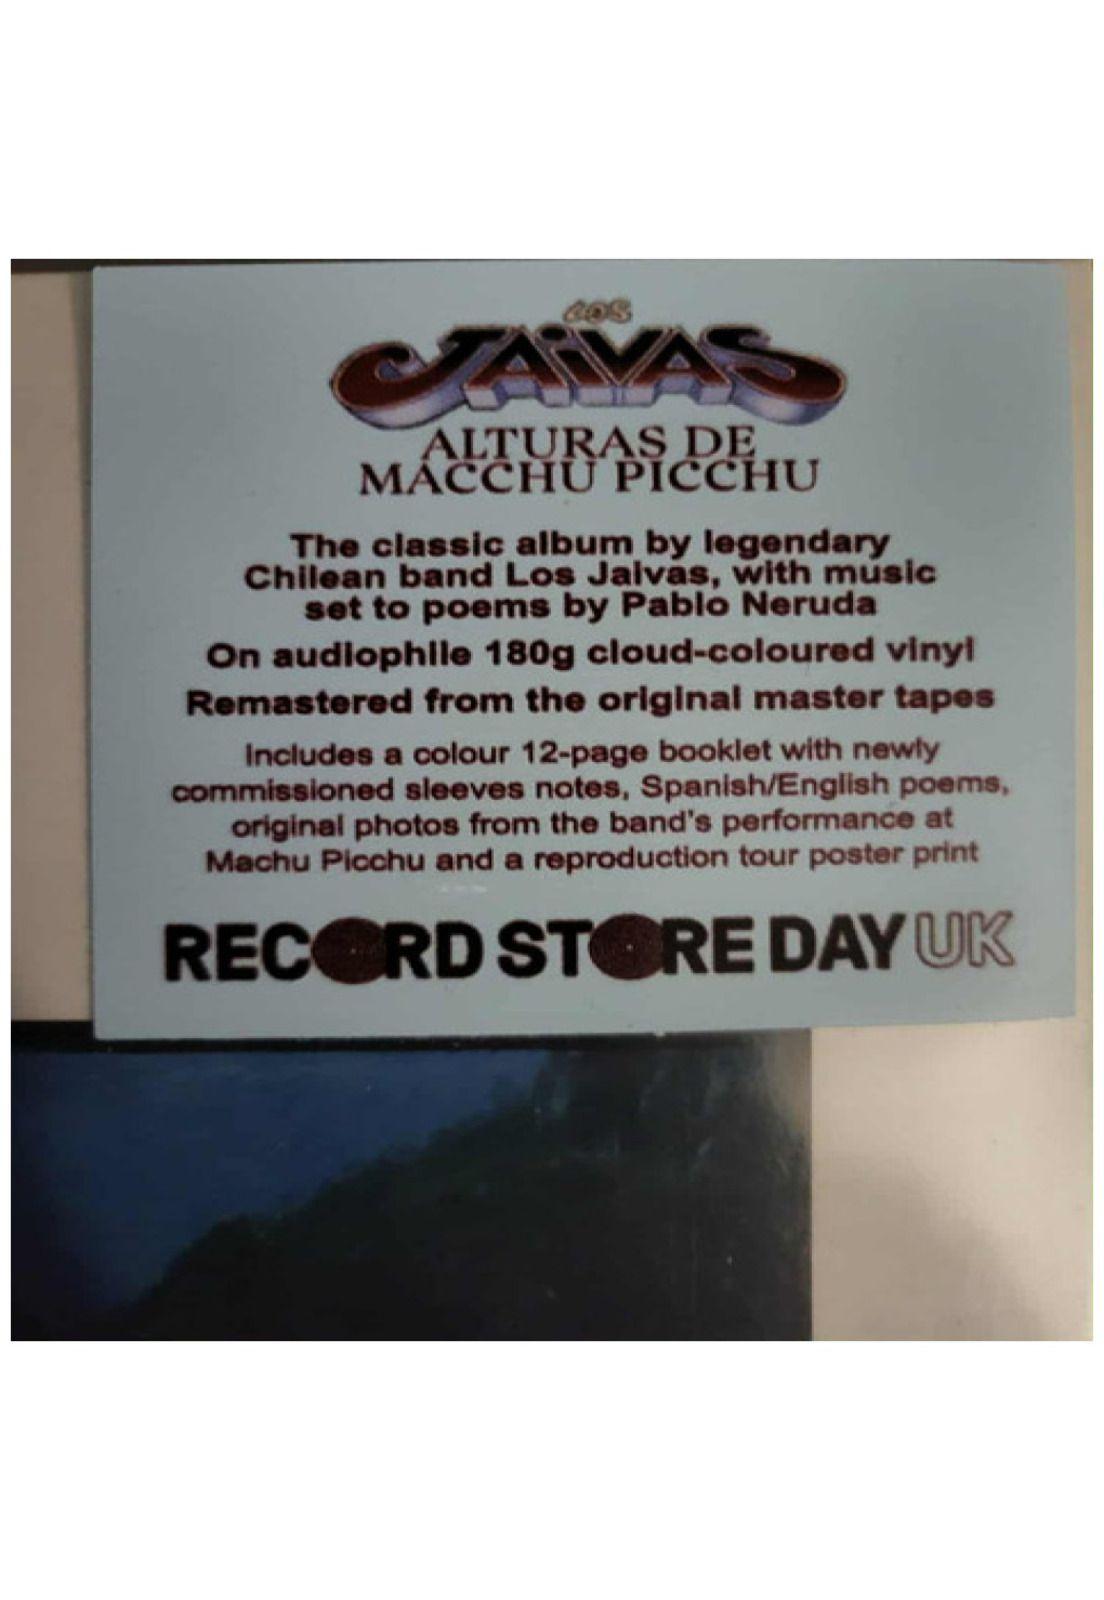 LOS
JAIVAS
ALTURAS DE
MACCHU PICCHU
The classic album by legendary
Chilean band Los Jaivas, with music
set to poems by Pablo Neruda
On audiophile 180g cloud-coloured vinyl
Remastered from the original master tapes
Includes a colour 12-page booklet with newly
commissioned sleeves notes, Spanish/English poems,
original photos from the band's performance at
Machu Picchu and a reproduction tour poster print
RECORD STORE DAY UK